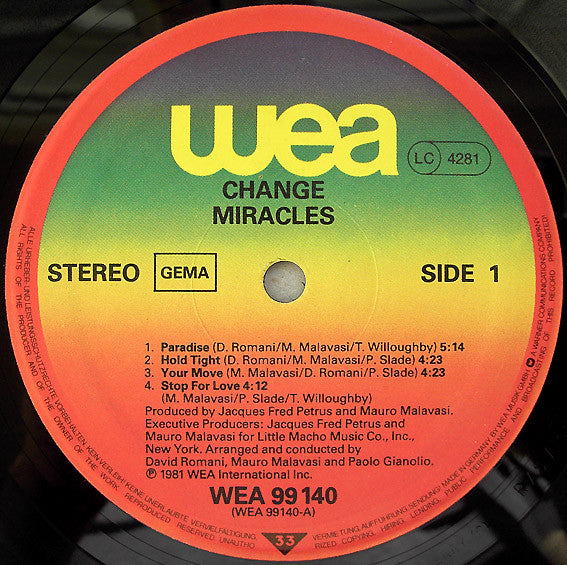 wea
LC 4281
CHANGE
MIRACLES
STEREO GEMA SIDE 1
1. Paradise (D. Romani/M. Malavasi/T. Willoughby) 5:14
2. Hold Tight (D. Romani/M. Malavasi/P. Slade) 4:23
3. Your Move (M. Malavasi/D. Romani/P. Slade) 4:23
4. Stop For Love 4:12
(M. Malavasi/P. Slade/T. Willoughby)
Produced by Jacques Fred Petrus and Mauro Malavasi.
Executive Producers: Jacques Fred Petrus and
Mauro Malavasi for Little Macho Music Co., Inc.,
New York. Arranged and conducted by
David Romani, Mauro Malavasi and Paolo Gianolio.
℗ 1981 WEA International Inc.
WEA 99 140
(WEA 99140-A)
33
ALLE URHEBER- UND LEISTUNGSSCHUTZRECHTE VORBEHALTEN. KEIN VERLEIH! KEINE UNERLAUBTE VERVIELFÄLTIGUNG
VERMIETUNG, AUFFÜHRUNG, SENDUNG! MADE IN GERMANY BY WEA MUSIK GMBH, A WARNER COMMUNICATIONS COMPANY
ALL RIGHTS OF THE PRODUCER AND OF THE OWNER OF THE WORK REPRODUCED RESERVED UNAUTHO
RIZED COPYING, HIRING, LENDING, PUBLIC PERFORMANCE AND BROADCASTING OF THIS RECORD PROHIBITED!